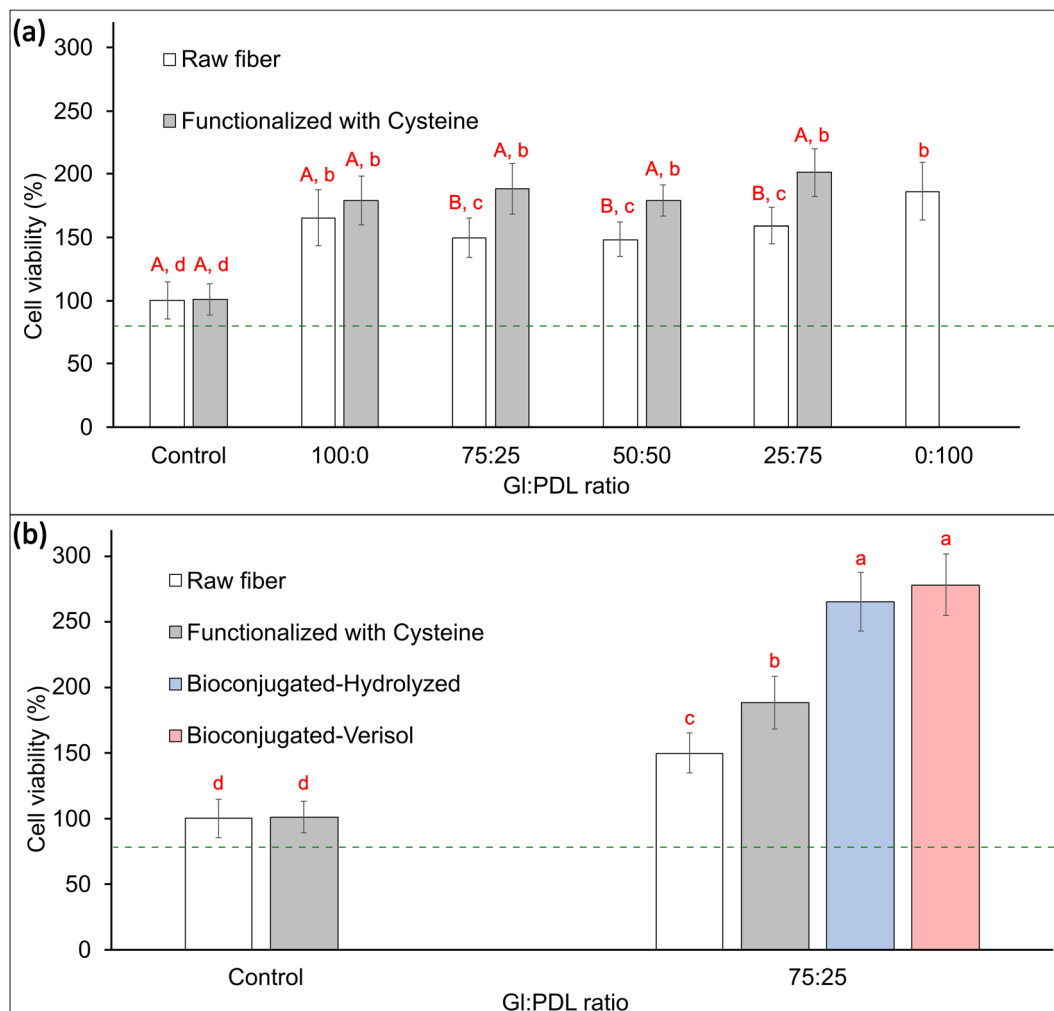 (a)
300
250
200
150
100
50
0
Cell viability (%)
Raw fiber
Functionalized with Cysteine
A, d A, d
A, b A, b
B, c A, b
B, c A, b
B, c A, b
b
Control 100:0 75:25 50:50 25:75 0:100
Gl:PDL ratio
(b)
300
250
200
150
100
50
0
Cell viability (%)
Raw fiber
Functionalized with Cysteine
Bioconjugated-Hydrolyzed
Bioconjugated-Verisol
d d
c b a a
Control 75:25
Gl:PDL ratio